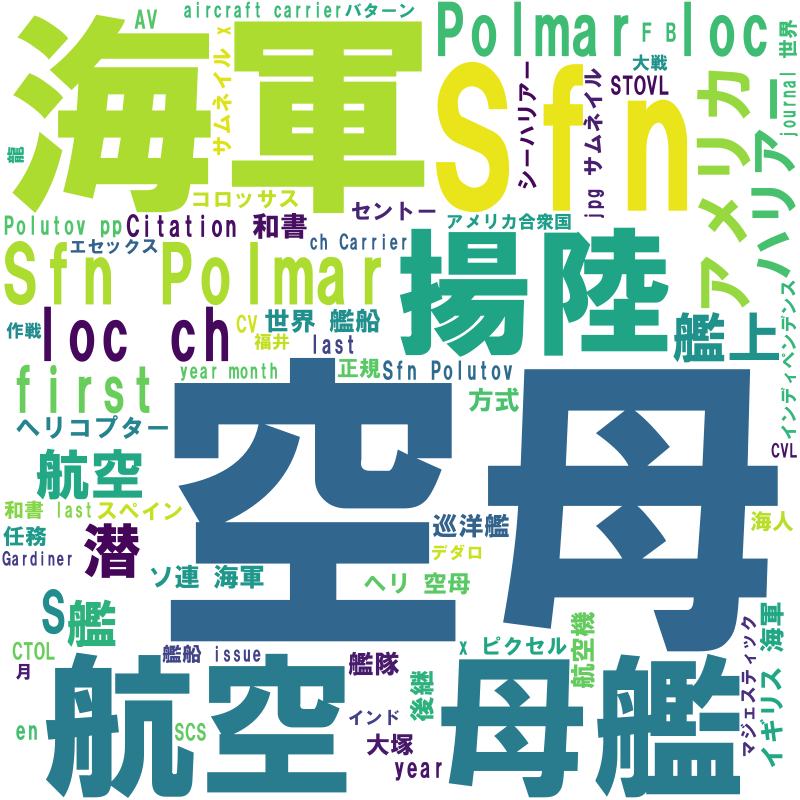 AV
aircraft carrier
バターン
Polmar
F B
loc
世界
海軍
サムネイル x
Sfn
大戦
STOVL
シーハリアー
jpg サムネイル
アメリカ
ハリアー
journal
龍
コロッサス
セントー
アメリカ合衆国
Polutov pp
Citation 和書
エセックス
ch Carrier
Sfn Polmar
揚陸
作戦
loc ch
CV
世界 艦船
福井
last
艦上
インディペンデンス
first
year month
正規
Sfn Polutov
方式
ヘリコプター
空母
CVL
航空
和書 last
スペイン
任務
潜
巡洋艦
海人
Gardiner
デダロ
ソ連 海軍
ヘリ 空母
S
艦
CTOL
月
艦船 issue
艦隊
x ピクセル
航空機
マジェスティック
イギリス 海軍
航空
母艦
後継
en
SCS
インド
大塚
year